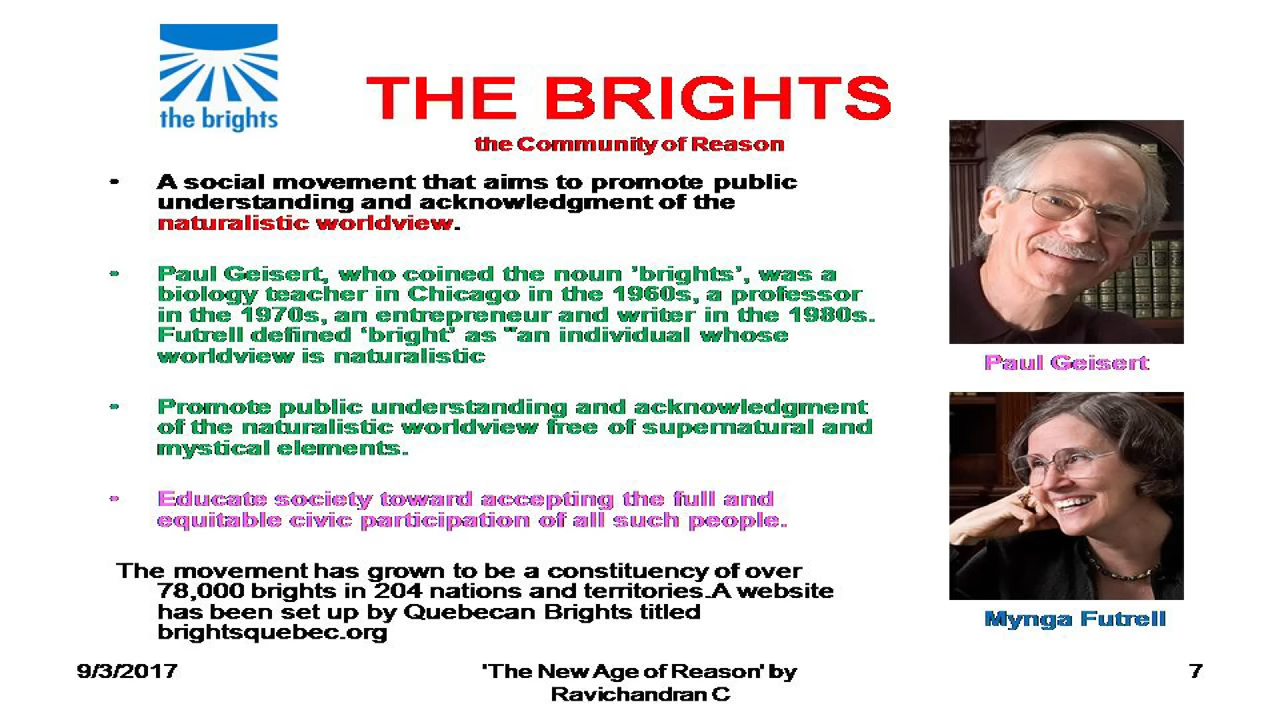 the brights
THE BRIGHTS
the Community of Reason
• A social movement that aims to promote public
understanding and acknowledgment of the
naturalistic worldview.
• Paul Geisert, who coined the noun 'brights', was a
biology teacher in Chicago in the 1960s, a professor
in the 1970s, an entrepreneur and writer in the 1980s.
Futrell defined ‘bright’ as "an individual whose
worldview is naturalistic
• Promote public understanding and acknowledgment
of the naturalistic worldview free of supernatural and
mystical elements.
• Educate society toward accepting the full and
equitable civic participation of all such people.
The movement has grown to be a constituency of over
78,000 brights in 204 nations and territories.A website
has been set up by Quebecan Brights titled
brightsquebec.org
Paul Geisert
Mynga Futrell
9/3/2017
'The New Age of Reason' by
Ravichandran C
7